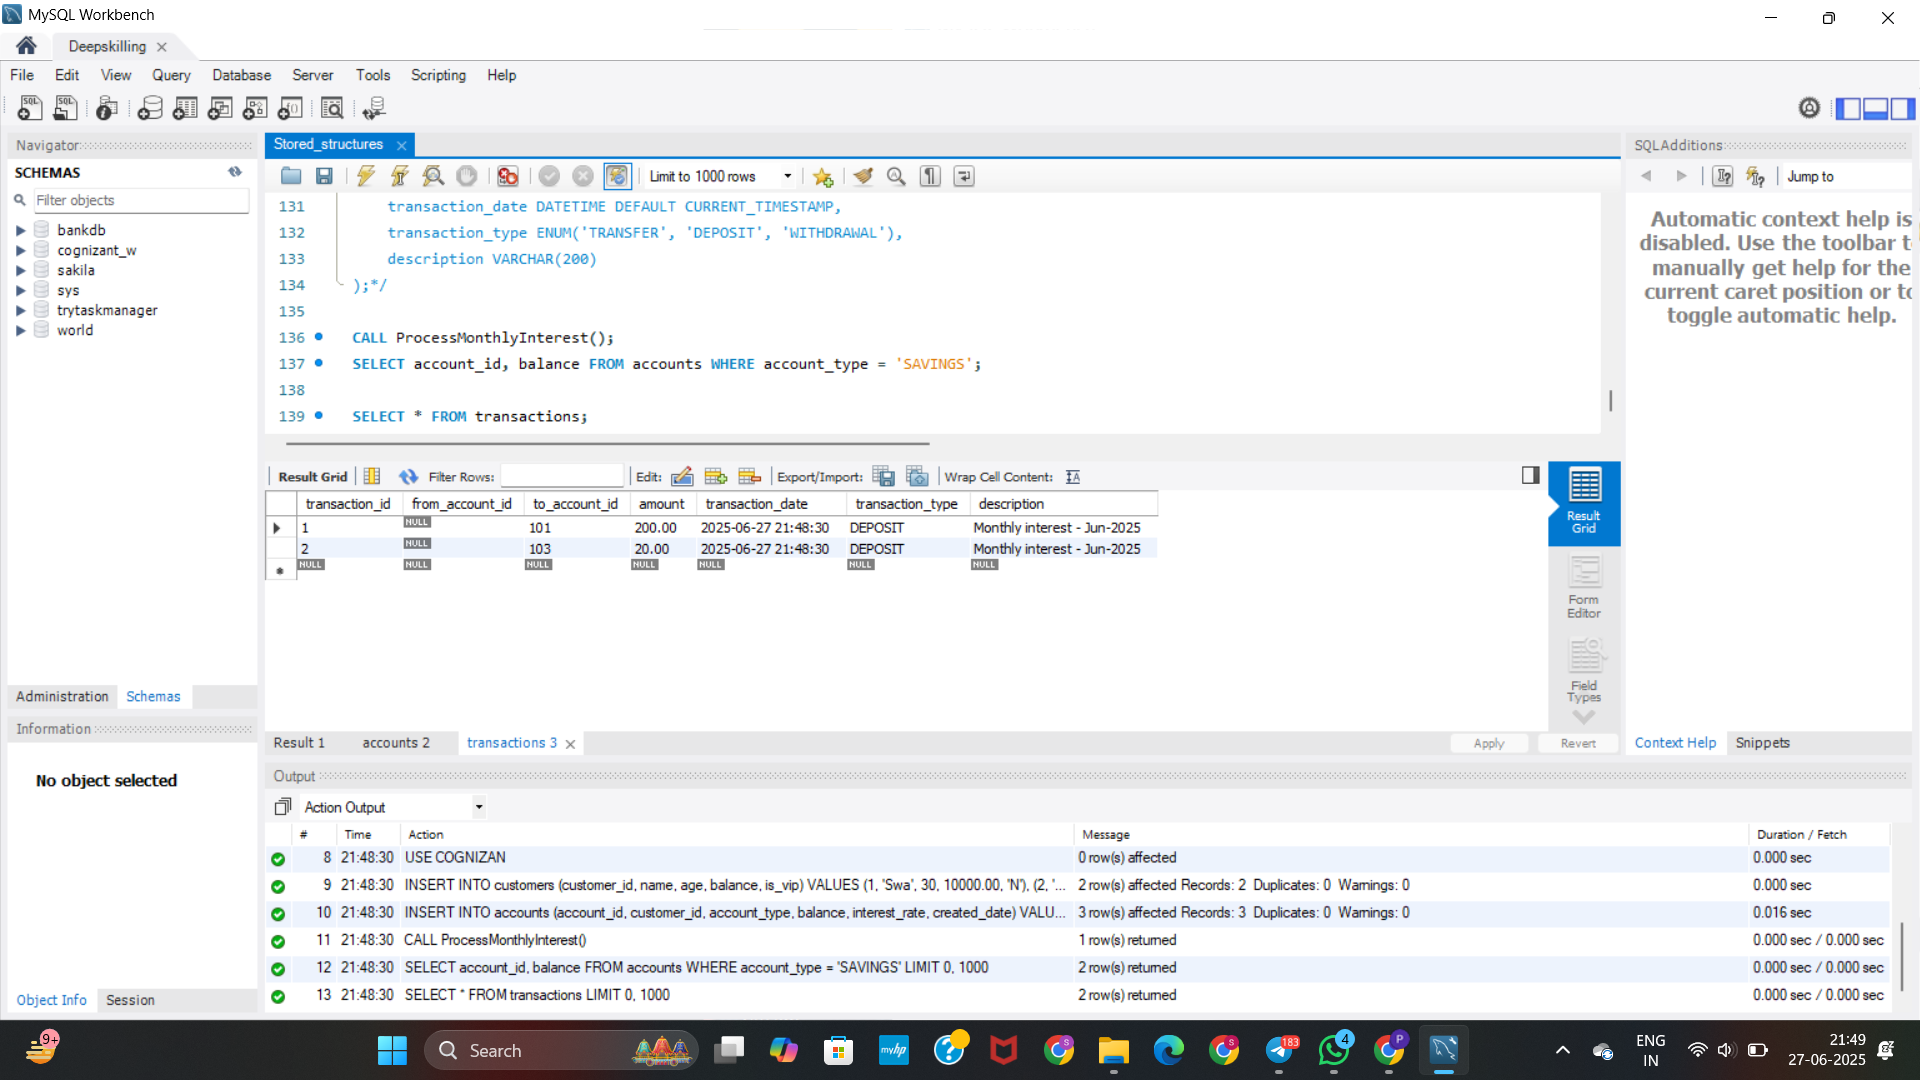 MySQL Workbench
Deepskilling
File Edit View Query Database Server Tools Scripting Help
Navigator
SCHEMAS
Filter objects
bankdb
cognizant_w
sakila
sys
trytaskmanager
world
Administration Schemas
Information
No object selected
Object Info Session
Stored_structures
Limit to 1000 rows
131 transaction_date DATETIME DEFAULT CURRENT_TIMESTAMP,
132 transaction_type ENUM('TRANSFER', 'DEPOSIT', 'WITHDRAWAL'),
133 description VARCHAR(200)
134 );*/
135
136 CALL ProcessMonthlyInterest();
137 SELECT account_id, balance FROM accounts WHERE account_type = 'SAVINGS';
138
139 SELECT * FROM transactions;
Result Grid Filter Rows: Edit: Export/Import: Wrap Cell Content:
transaction_id from_account_id to_account_id amount transaction_date transaction_type description
1 NULL 101 200.00 2025-06-27 21:48:30 DEPOSIT Monthly interest - Jun-2025
2 NULL 103 20.00 2025-06-27 21:48:30 DEPOSIT Monthly interest - Jun-2025
NULL NULL NULL NULL NULL NULL NULL
Result
Grid
Form
Editor
Field
Types
Result 1 accounts 2 transactions 3 Apply Revert
SQLAdditions
Jump to
Automatic context help is
disabled. Use the toolbar t
manually get help for the
current caret position or to
toggle automatic help.
Context Help Snippets
Output
Action Output
# Time Action Message Duration / Fetch
8 21:48:30 USE COGNIZAN 0 row(s) affected 0.000 sec
9 21:48:30 INSERT INTO customers (customer_id, name, age, balance, is_vip) VALUES (1, 'Swa', 30, 10000.00, 'N'), (2, '... 2 row(s) affected Records: 2 Duplicates: 0 Warnings: 0 0.000 sec
10 21:48:30 INSERT INTO accounts (account_id, customer_id, account_type, balance, interest_rate, created_date) VALU... 3 row(s) affected Records: 3 Duplicates: 0 Warnings: 0 0.016 sec
11 21:48:30 CALL ProcessMonthlyInterest() 1 row(s) returned 0.000 sec / 0.000 sec
12 21:48:30 SELECT account_id, balance FROM accounts WHERE account_type = 'SAVINGS' LIMIT 0, 1000 2 row(s) returned 0.000 sec / 0.000 sec
13 21:48:30 SELECT * FROM transactions LIMIT 0, 1000 2 row(s) returned 0.000 sec / 0.000 sec
9+
Search
myhp
S
S
183
4
P
ENG
IN
21:49
27-06-2025